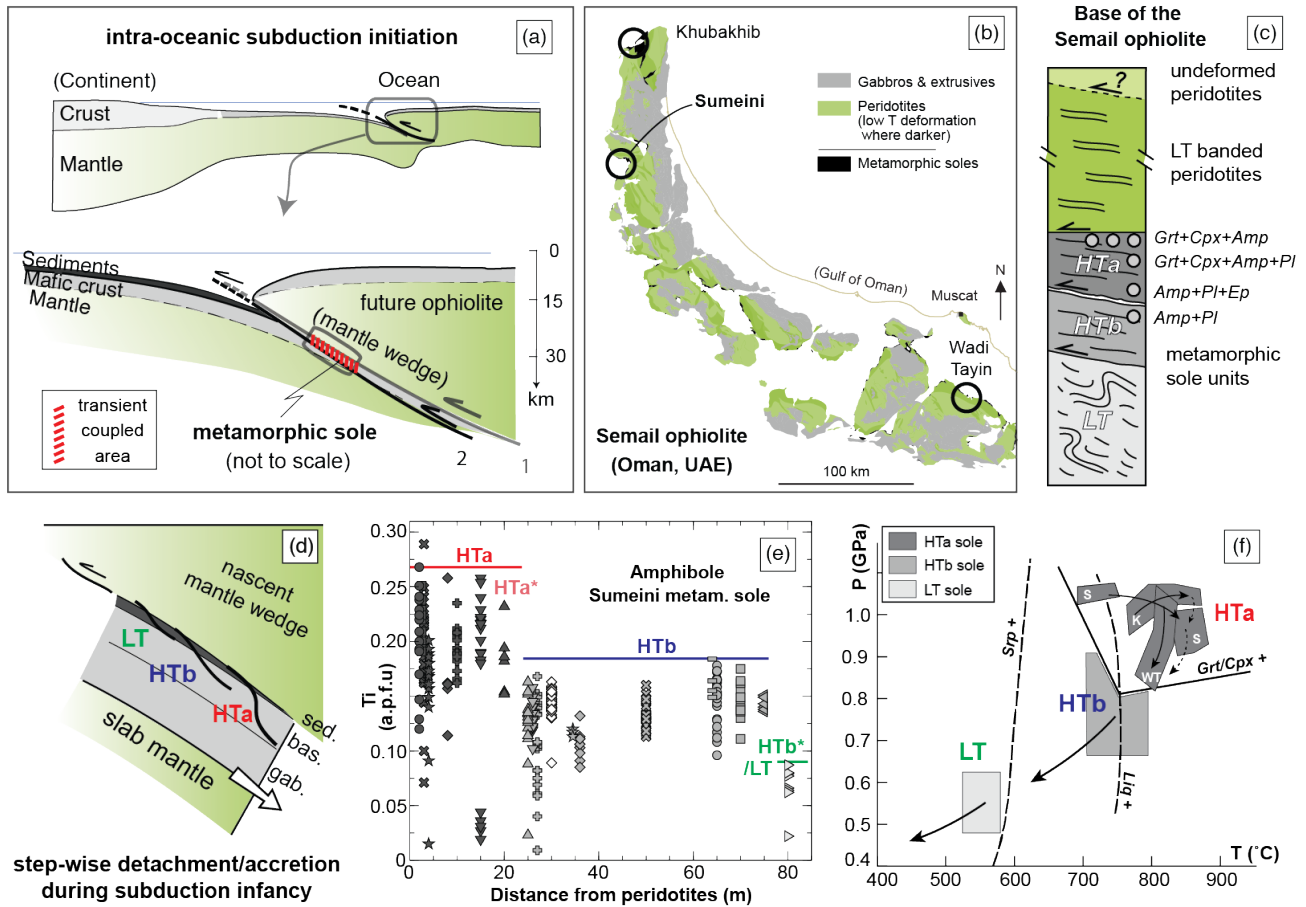 intra-oceanic subduction initiation
(a)
(Continent)
Ocean
Crust
Mantle
Sediments
Mafic crust
Mantle
future ophiolite
(mantle wedge)
0
15
30
km
transient
coupled
area
metamorphic sole
(not to scale)
2
1
(b)
Khubakhib
Sumeini
Gabbros & extrusives
Peridotites
(low T deformation
where darker)
Metamorphic soles
(Gulf of Oman)
N
Muscat
Wadi
Tayin
Semail ophiolite
(Oman, UAE)
100 km
Base of the
Semail ophiolite
(c)
?
undeformed
peridotites
LT banded
peridotites
HTa
Grt+Cpx+Amp
Grt+Cpx+Amp+Pl
Amp+Pl+Ep
HTb
Amp+Pl
metamorphic
sole units
LT
(d)
nascent
mantle wedge
LT
HTb
HTa
sed.
bas.
gab.
slab mantle
step-wise detachment/accretion
during subduction infancy
(e)
Ti
(a.p.f.u)
0.30
0.25
0.20
0.15
0.10
0.05
0
HTa
HTa*
Amphibole
Sumeini metam. sole
HTb
HTb*
/LT
0
20
40
60
80
Distance from peridotites (m)
(f)
P (GPa)
HTa sole
HTb sole
LT sole
1.0
0.9
0.8
0.7
0.6
0.5
0.4
Srp +
S
K
S
WT
HTa
Grt/Cpx +
HTb
LT
Liq +
T (˚C)
400
500
600
700
800
900